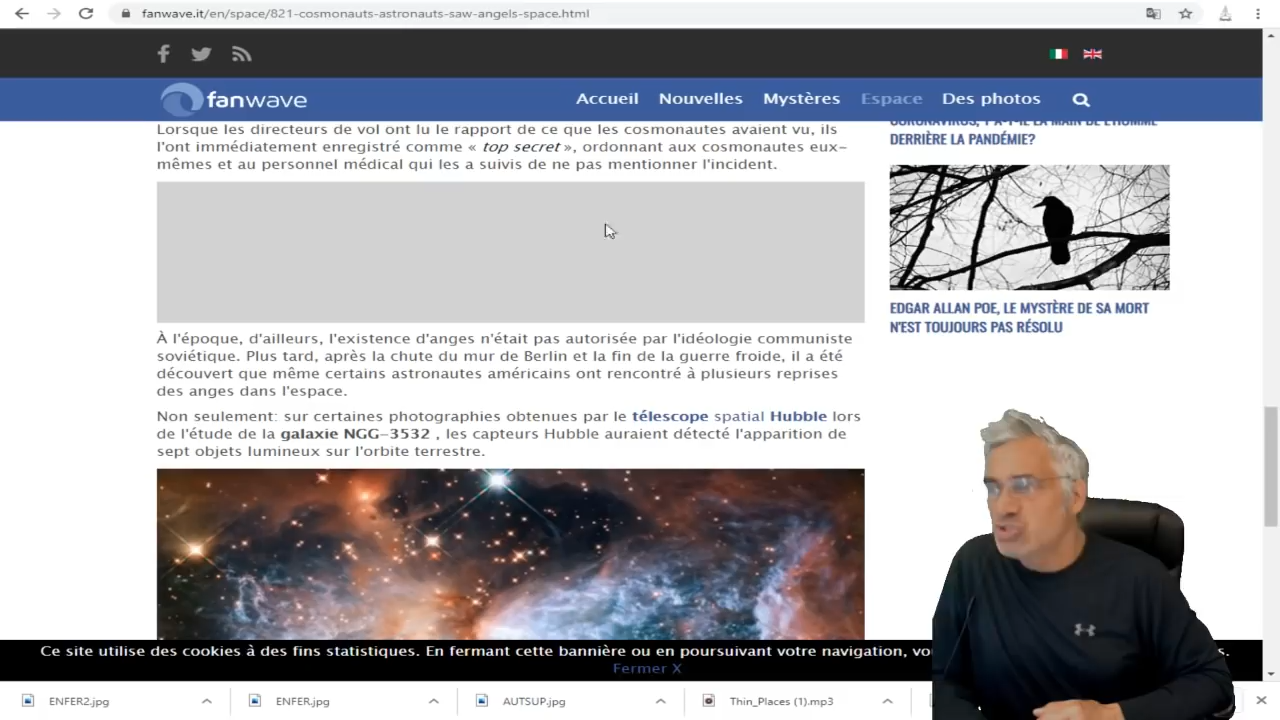 fanwave.it/en/space/821-cosmonauts-astronauts-saw-angels-space.html
fanwave
Accueil Nouvelles Mystères Espace Des photos
Lorsque les directeurs de vol ont lu le rapport de ce que les cosmonautes avaient vu, ils
l'ont immédiatement enregistré comme « top secret », ordonnant aux cosmonautes eux-
mêmes et au personnel médical qui les a suivis de ne pas mentionner l'incident.
À l'époque, d'ailleurs, l'existence d'anges n'était pas autorisée par l'idéologie communiste
soviétique. Plus tard, après la chute du mur de Berlin et la fin de la guerre froide, il a été
découvert que même certains astronautes américains ont rencontré à plusieurs reprises
des anges dans l'espace.
Non seulement: sur certaines photographies obtenues par le télescope spatial Hubble lors
de l'étude de la galaxie NGG-3532 , les capteurs Hubble auraient détecté l'apparition de
sept objets lumineux sur l'orbite terrestre.
CORONAVIRUS, Y A-T-IL LA MAIN DE L'HOMME
DERRIÈRE LA PANDÉMIE?
EDGAR ALLAN POE, LE MYSTÈRE DE SA MORT
N'EST TOUJOURS PAS RÉSOLU
Ce site utilise des cookies à des fins statistiques. En fermant cette bannière ou en poursuivant votre navigation,
Fermer X
ENFER2.jpg
ENFER.jpg
AUTSUP.jpg
Thin_Places (1).mp3